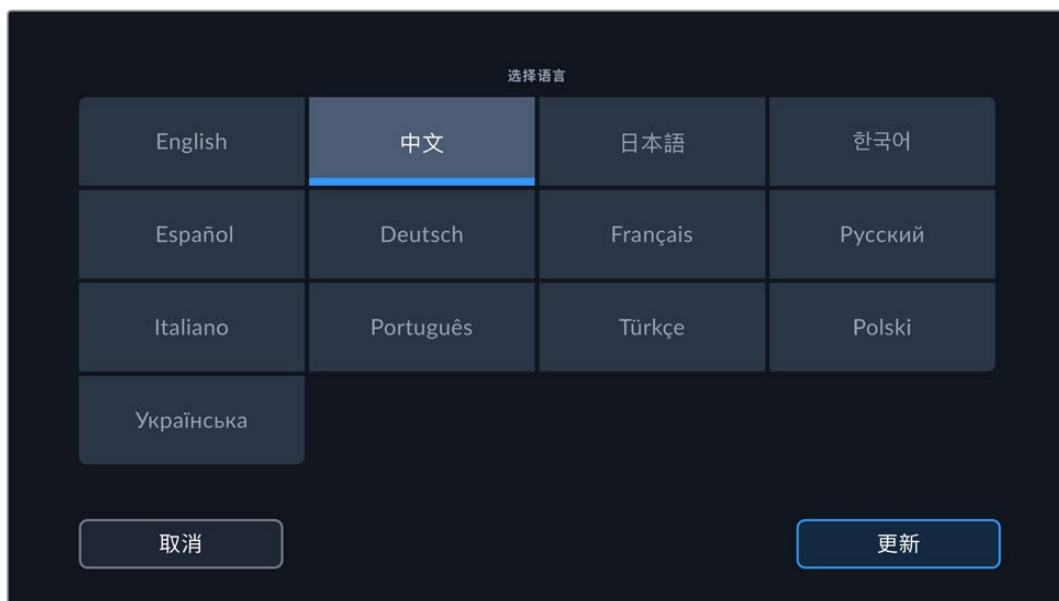 选择语言
English 中文 日本語 한국어
Español Deutsch Français Русский
Italiano Português Türkçe Polski
Українська
取消 更新